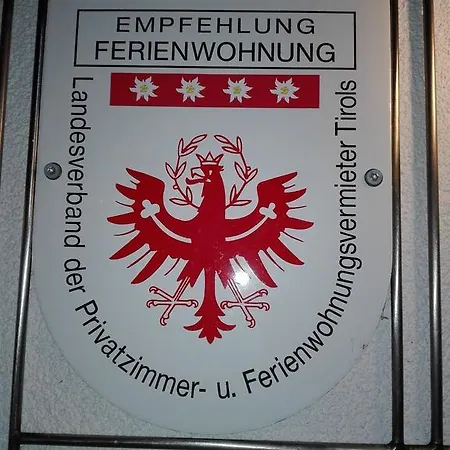 EMPFEHLUNG
FERIENWOHNUNG
Landesverband der Privatzimmer- u. Ferienwohnungsvermieter Tirols